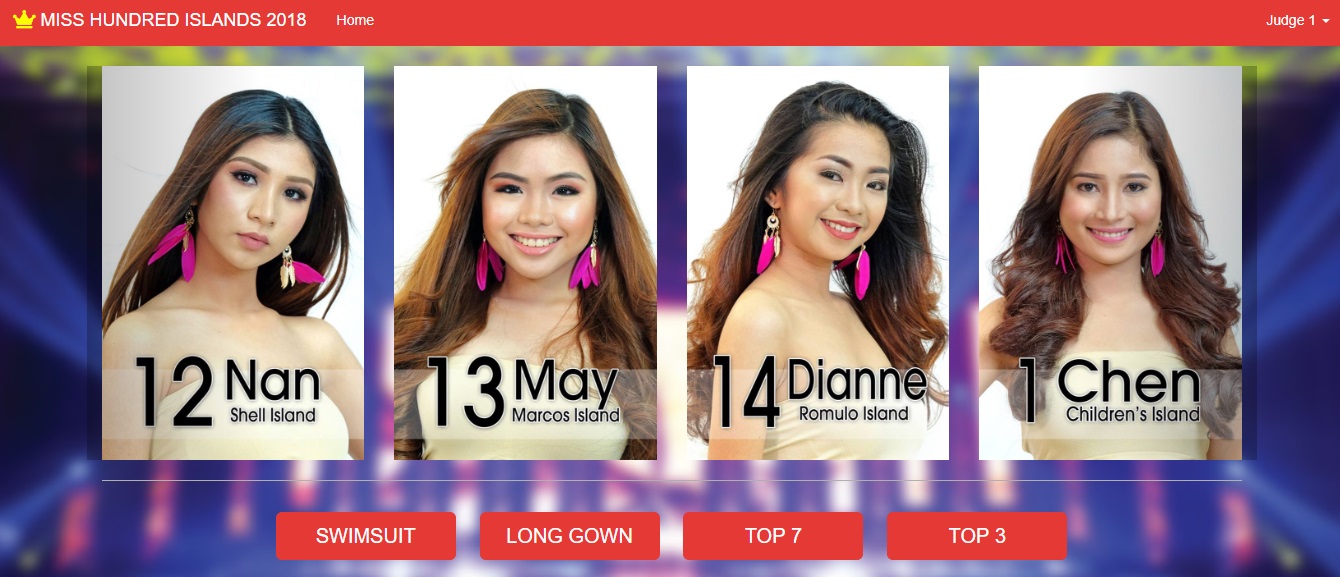 MISS HUNDRED ISLANDS 2018 Home Judge 1
12 Nan
Shell Island
13 May
Marcos Island
14 Dianne
Romulo Island
1 Chen
Children's Island
SWIMSUIT LONG GOWN TOP 7 TOP 3